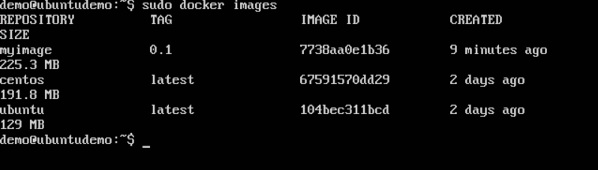 demo@ubuntudemo:~$ sudo docker images
REPOSITORY TAG IMAGE ID CREATED
SIZE
myimage 0.1 7738aa0e1b36 9 minutes ago
225.3 MB
centos latest 67591570dd29 2 days ago
191.8 MB
ubuntu latest 104bec311bcd 2 days ago
129 MB
demo@ubuntudemo:~$ _